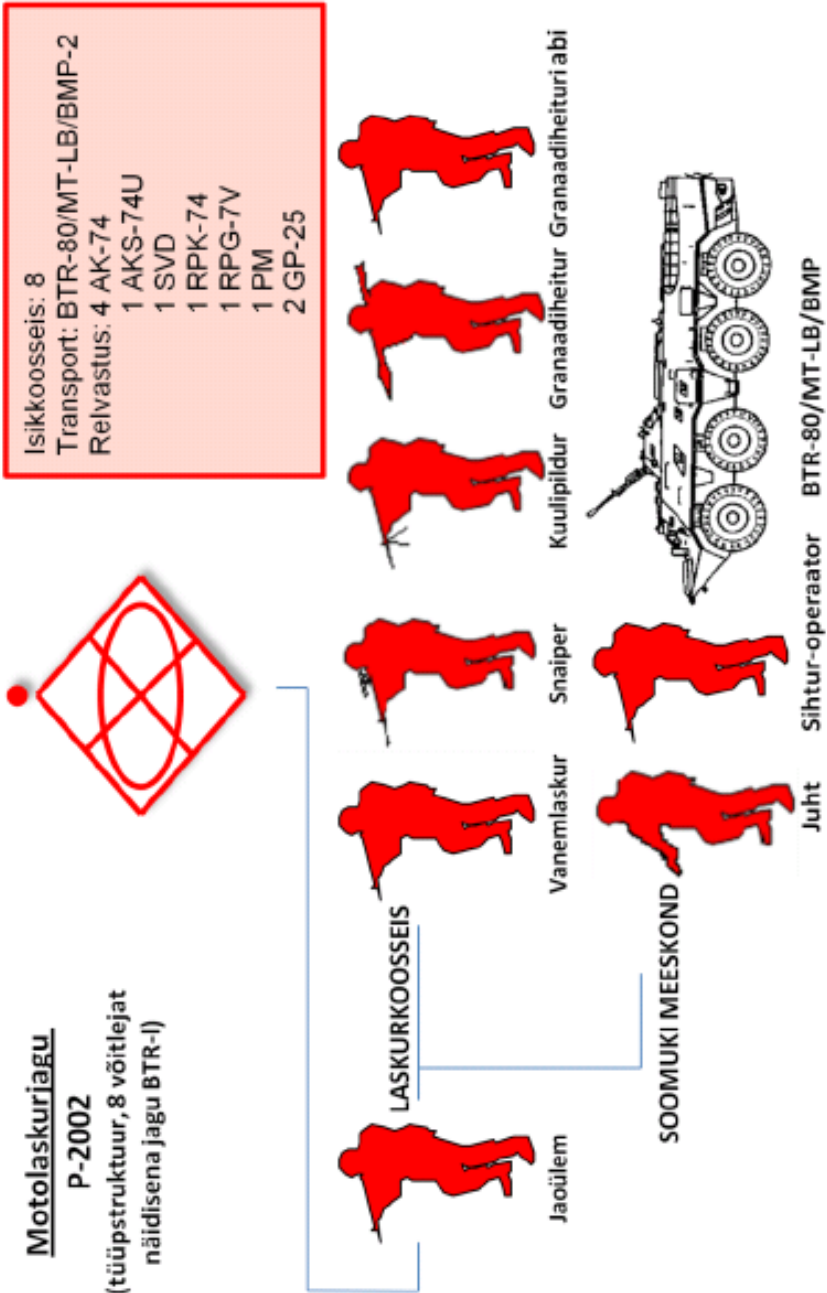 Motolaskurjagu
P-2002
(tüüpstruktuur, 8 võitlejat
näidisena jagu BTR-l)
Isikkoosseis: 8
Transport: BTR-80/MT-LB/BMP-2
Relvastus: 4 AK-74
1 AKS-74U
1 SVD
1 RPK-74
1 RPG-7V
1 PM
2 GP-25
LASKURKOOSSEIS
Jaoülem
Vanemlaskur
Snaiper
Kuulipildur
Granaadiheitur
Granaadiheituri abi
SOOMUKI MEESKOND
Juht
Sihtur-operaator
BTR-80/MT-LB/BMP